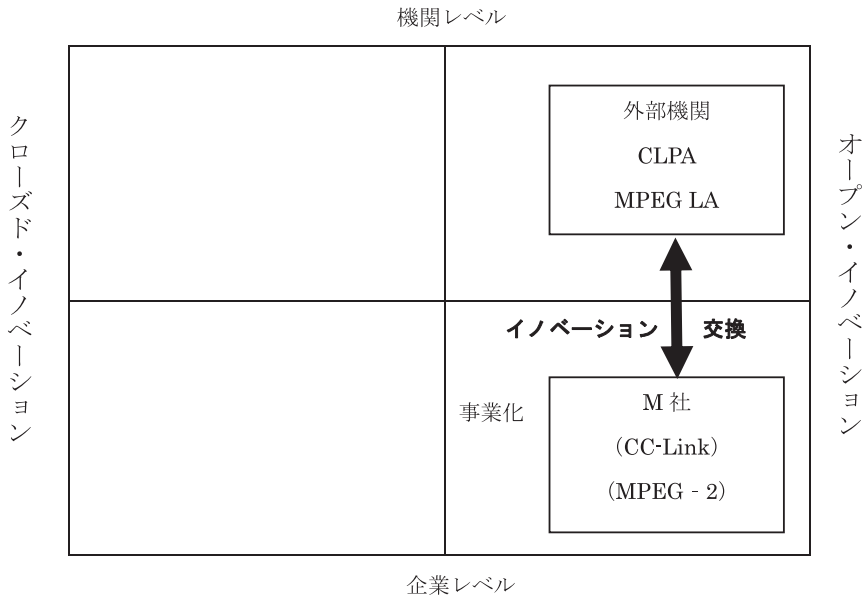 機関レベル
クローズド・イノベーション
外部機関
CLPA
MPEG LA
オープン・イノベーション
イノベーション 交換
事業化
M 社
（CC-Link）
（MPEG‐2）
企業レベル